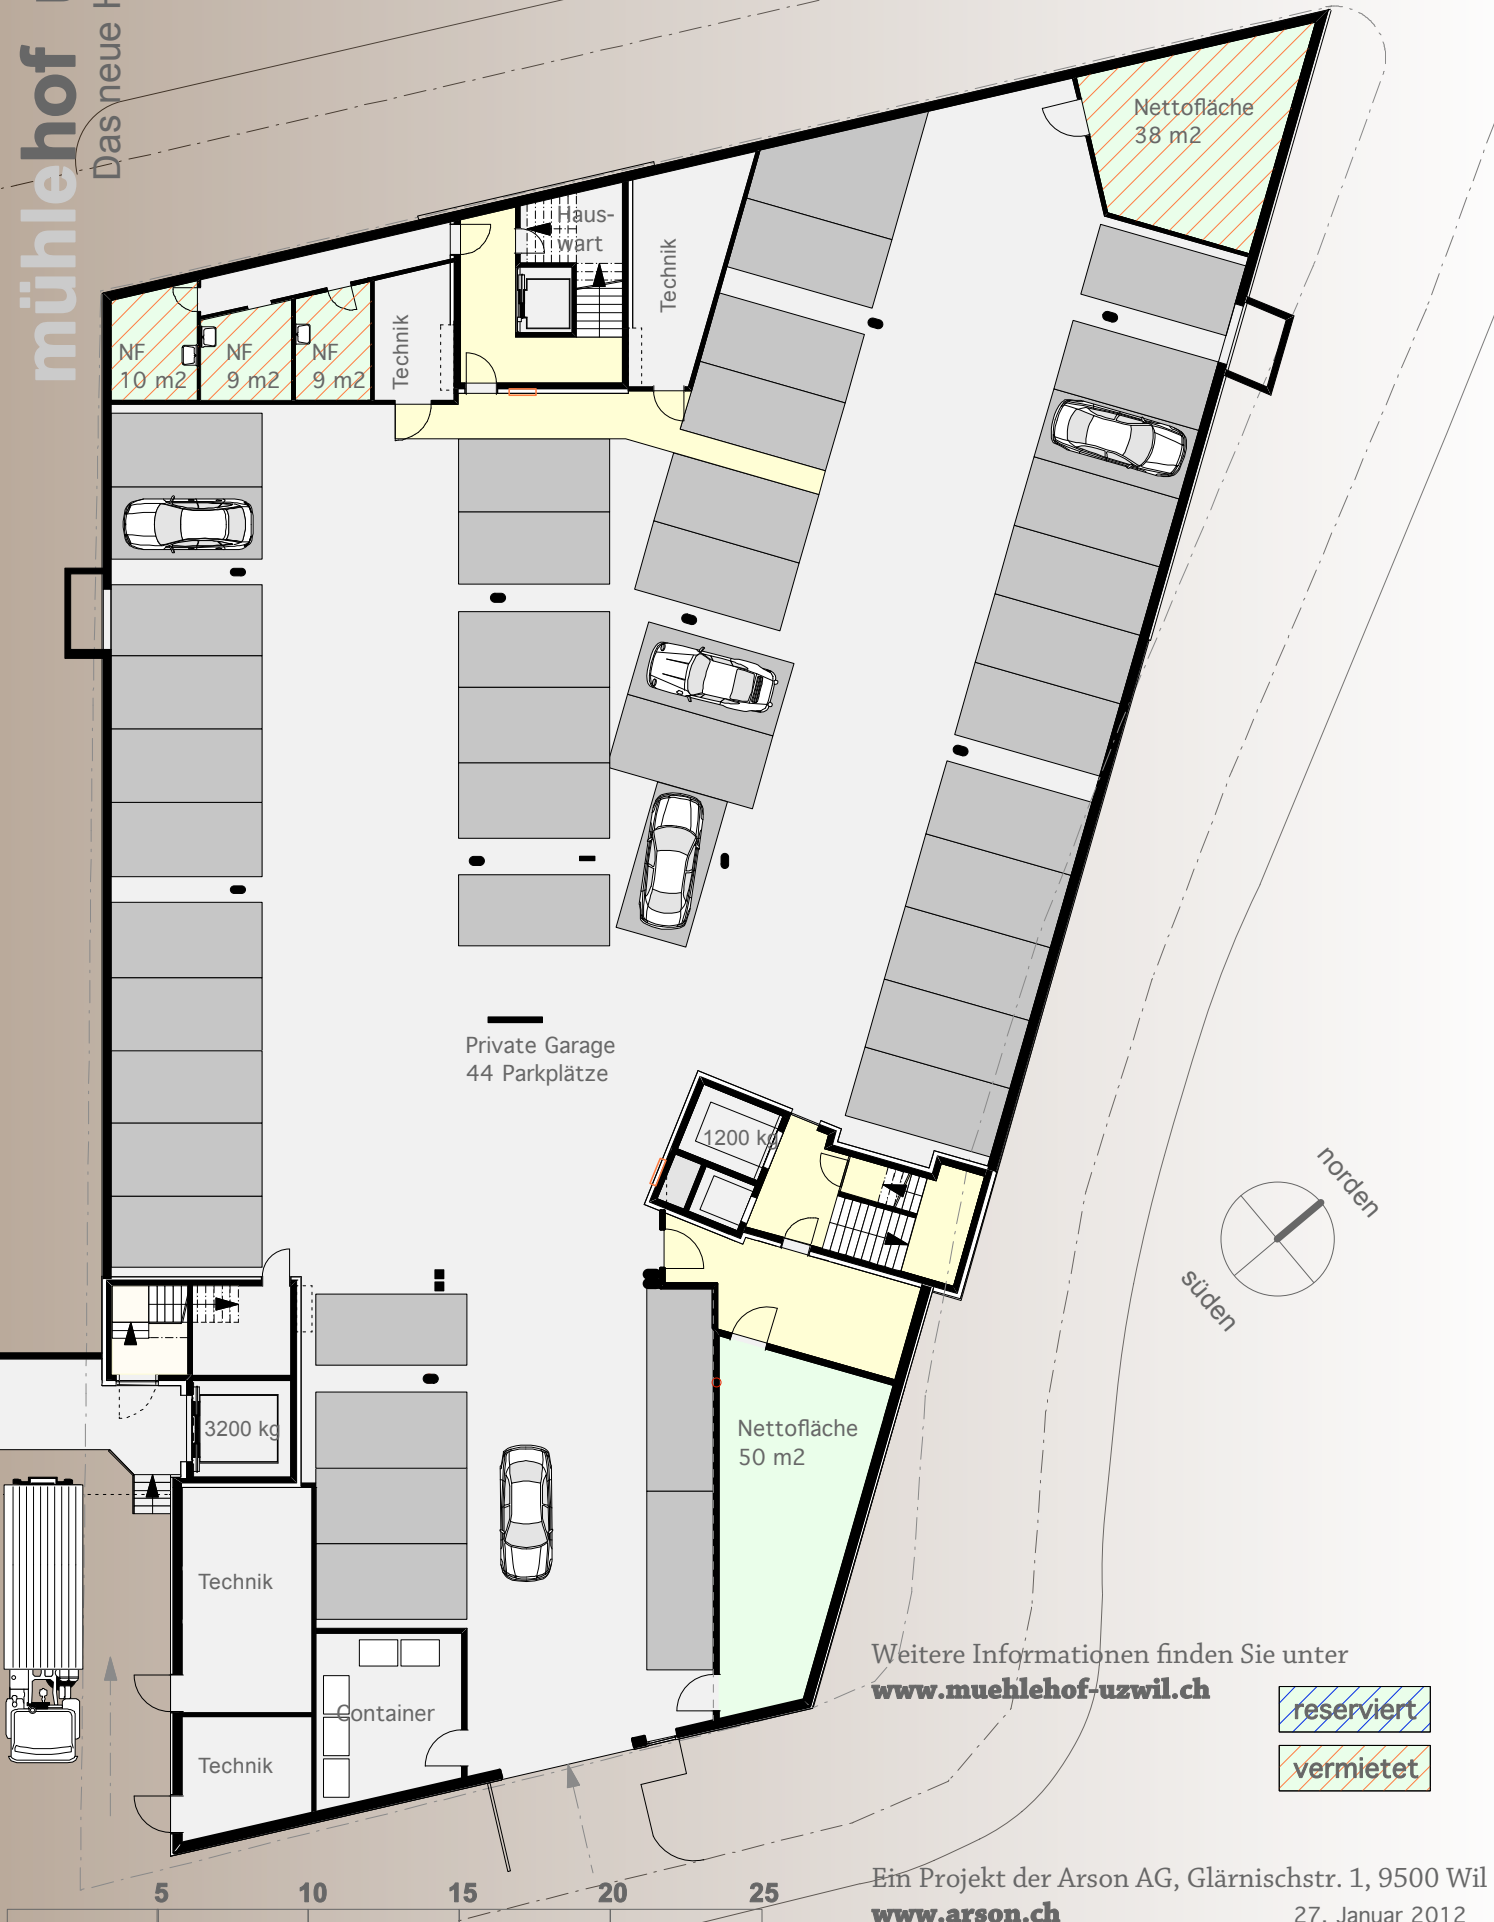 mühlehof
Das neue
Nettofläche
38 m2
Haus-
wart
Technik
Technik
NF
10 m2
NF
9 m2
NF
9 m2
Private Garage
44 Parkplätze
1200 kg
norden
süden
3200 kg
Nettofläche
50 m2
Technik
Container
Technik
Weitere Informationen finden Sie unter
www.muehlehof-uzwil.ch
reserviert
vermietet
5 10 15 20 25
Ein Projekt der Arson AG, Glärnischstr. 1, 9500 Wil
www.arson.ch
27. Januar 2012